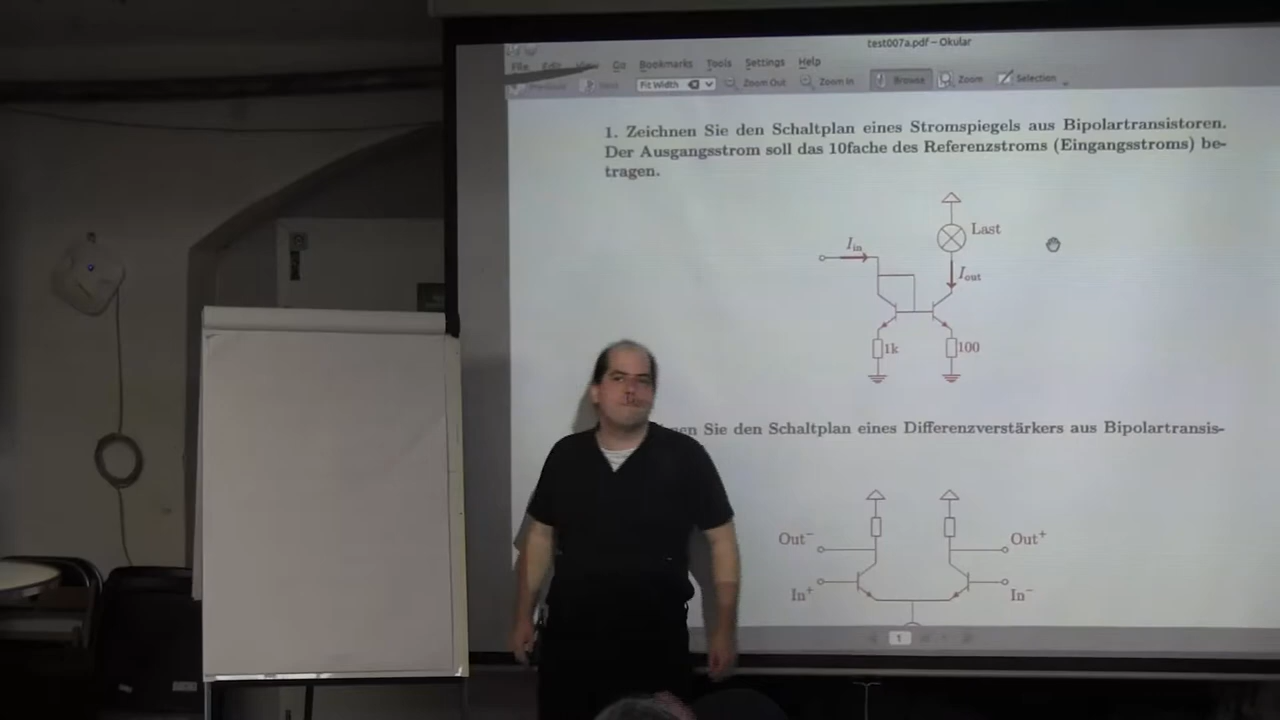 test007a.pdf – Okular
File Edit View Go Bookmarks Tools Settings Help
Fit Width Zoom Out Zoom In Browse Zoom Selection
1. Zeichnen Sie den Schaltplan eines Stromspiegels aus Bipolartransistoren.
Der Ausgangsstrom soll das 10fache des Referenzstroms (Eingangsstroms) be-
tragen.
Last
Iin
Iout
1k 100
Sie den Schaltplan eines Differenzverstärkers aus Bipolartransis-
Out⁻ Out⁺
In⁺ In⁻
1